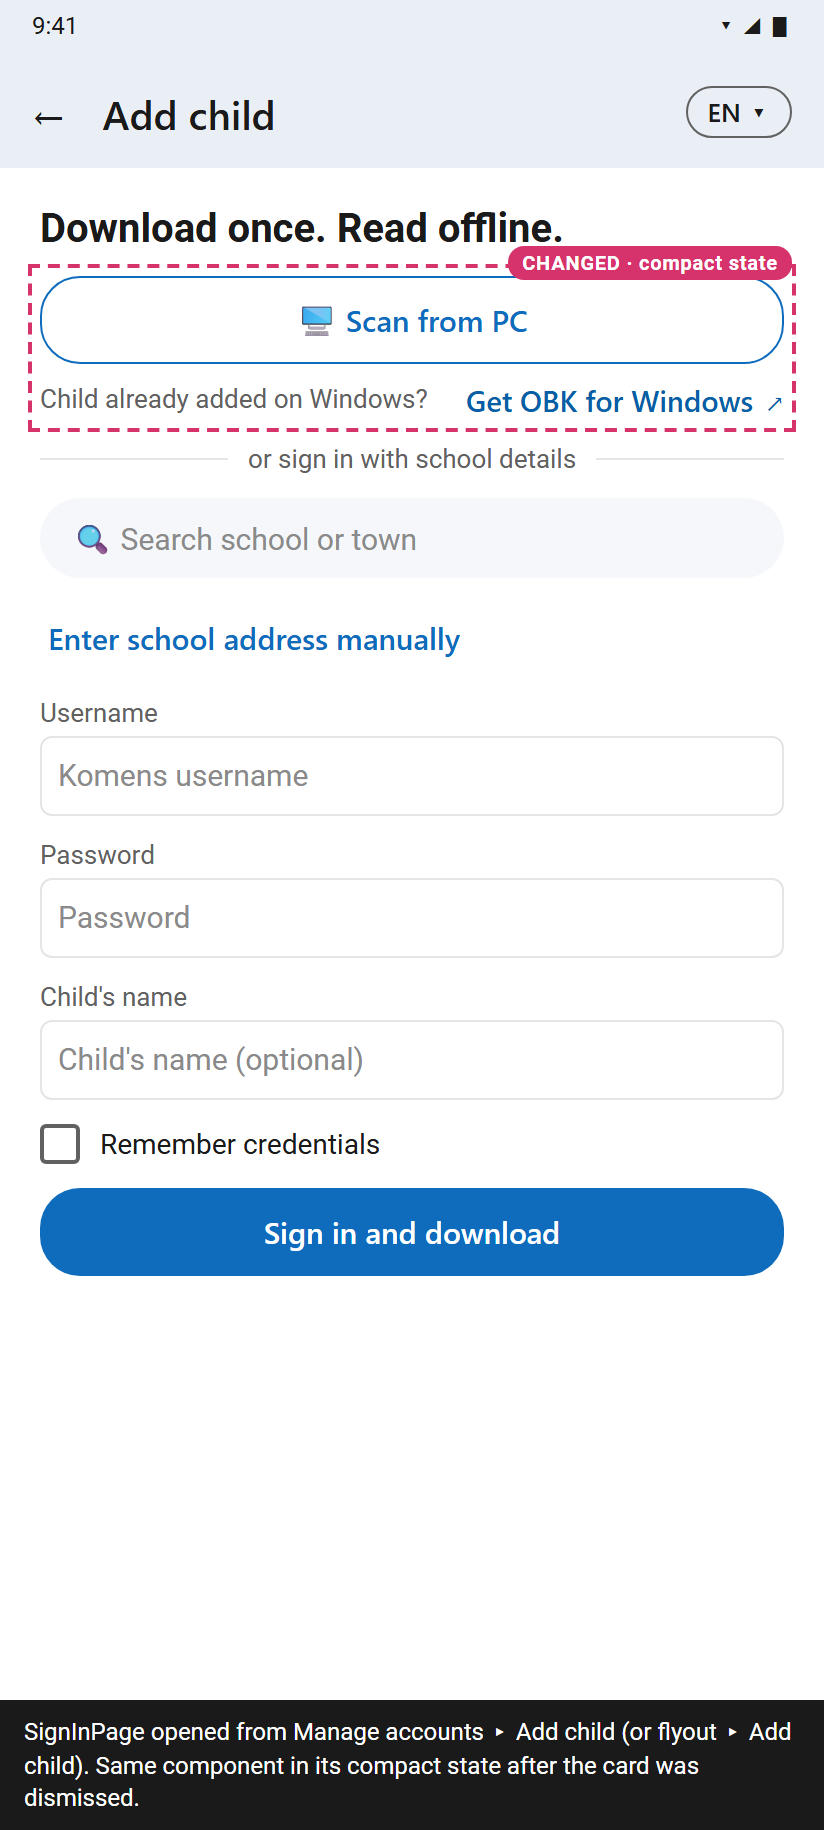 9:41
← Add child
EN ▼
Download once. Read offline.
CHANGED · compact state
Scan from PC
Child already added on Windows? Get OBK for Windows ↗
or sign in with school details
Search school or town
Enter school address manually
Username
Komens username
Password
Password
Child's name
Child's name (optional)
Remember credentials
Sign in and download
SignInPage opened from Manage accounts ▸ Add child (or flyout ▸ Add
child). Same component in its compact state after the card was
dismissed.